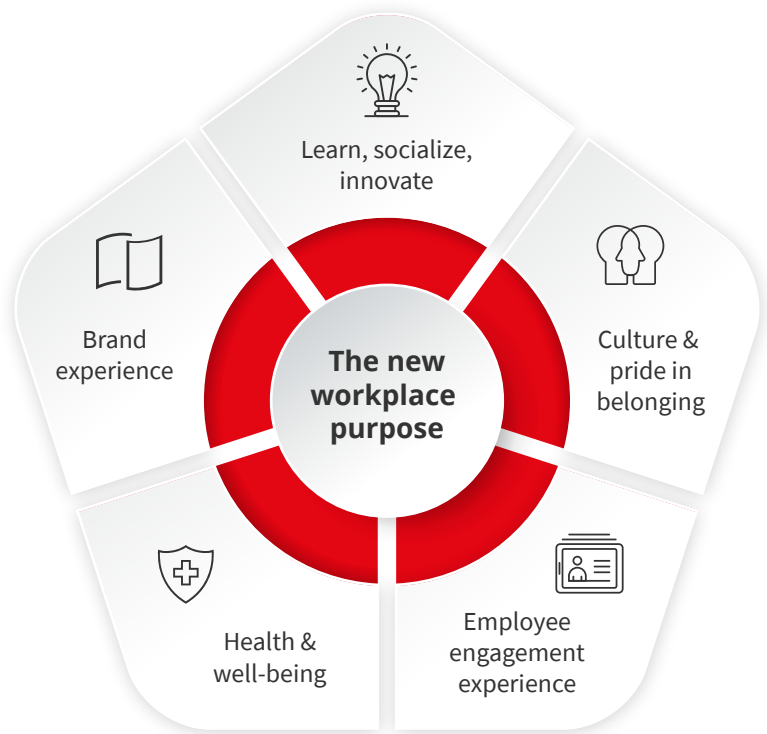 Learn, socialize,
innovate
Brand
experience
Culture &
pride in
belonging
The new
workplace
purpose
Health &
well-being
Employee
engagement
experience